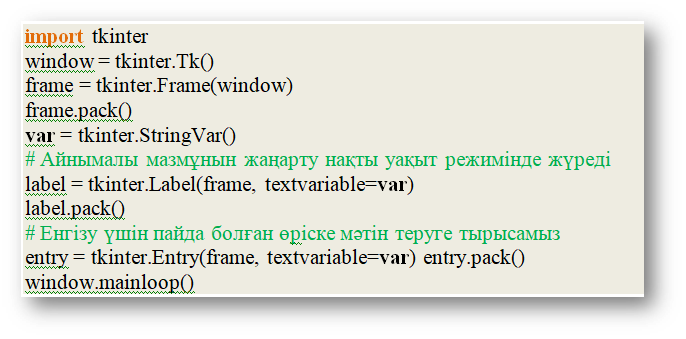 import tkinter
window = tkinter.Tk()
frame = tkinter.Frame(window)
frame.pack()
var = tkinter.StringVar()
# Айнымалы мазмұнын жаңарту нақты уақыт режимінде жүреді
label = tkinter.Label(frame, textvariable=var)
label.pack()
# Енгізу үшін пайда болған өріске мәтін теруге тырысамыз
entry = tkinter.Entry(frame, textvariable=var) entry.pack()
window.mainloop()